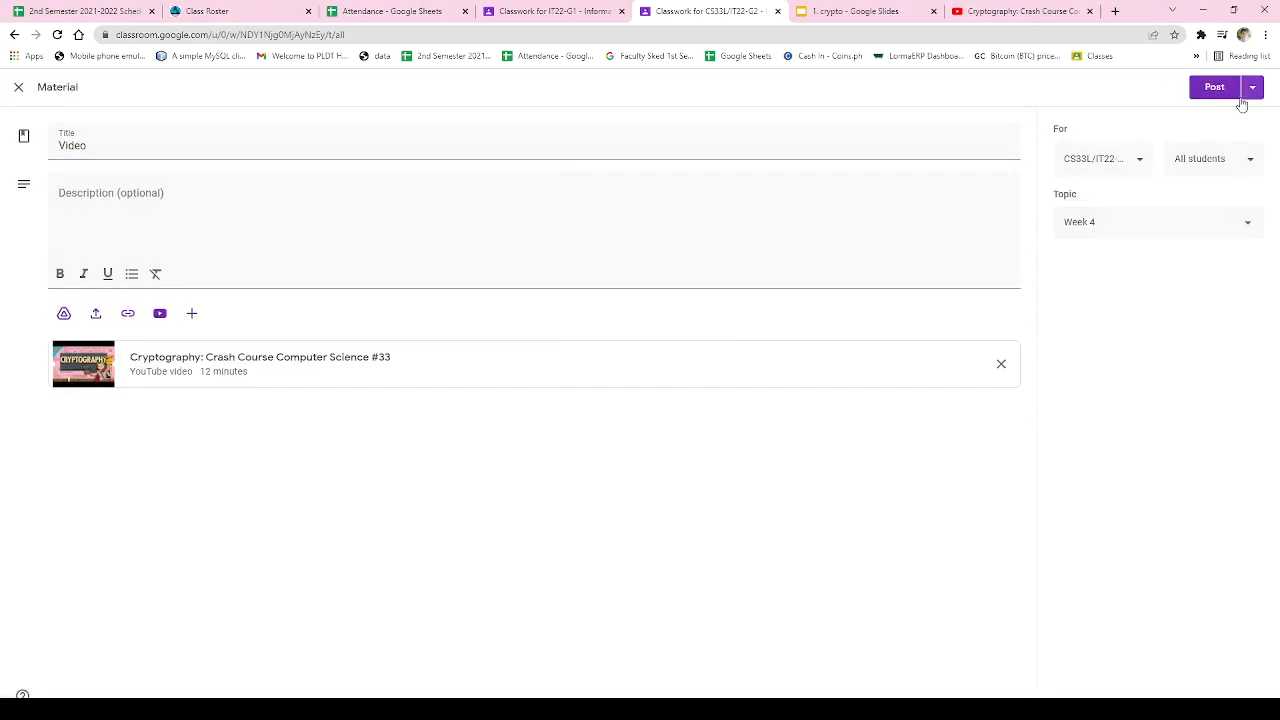 2nd Semester 2021-2022 Sched
Class Roster
Attendance - Google Sheets
Classwork for IT22-G1 - Informa
Classwork for CS33L/IT22-G2 - I
1. crypto - Google Slides
Cryptography: Crash Course Com
classroom.google.com/u/0/w/NDY1Njg0MjAyNzEy/t/all
Apps
Mobile phone emul...
A simple MySQL cli...
Welcome to PLDT H...
data
2nd Semester 2021...
Attendance - Googl...
Faculty Sked 1st Se...
Google Sheets
Cash In - Coins.ph
LormaERP Dashboa...
GC Bitcoin (BTC) price...
Classes
»
Reading list
Material
Post
Title
Video
For
CS33L/IT22-...
All students
Description (optional)
Topic
Week 4
B I U
Cryptography: Crash Course Computer Science #33
YouTube video 12 minutes
CRYPTOGRAPHY